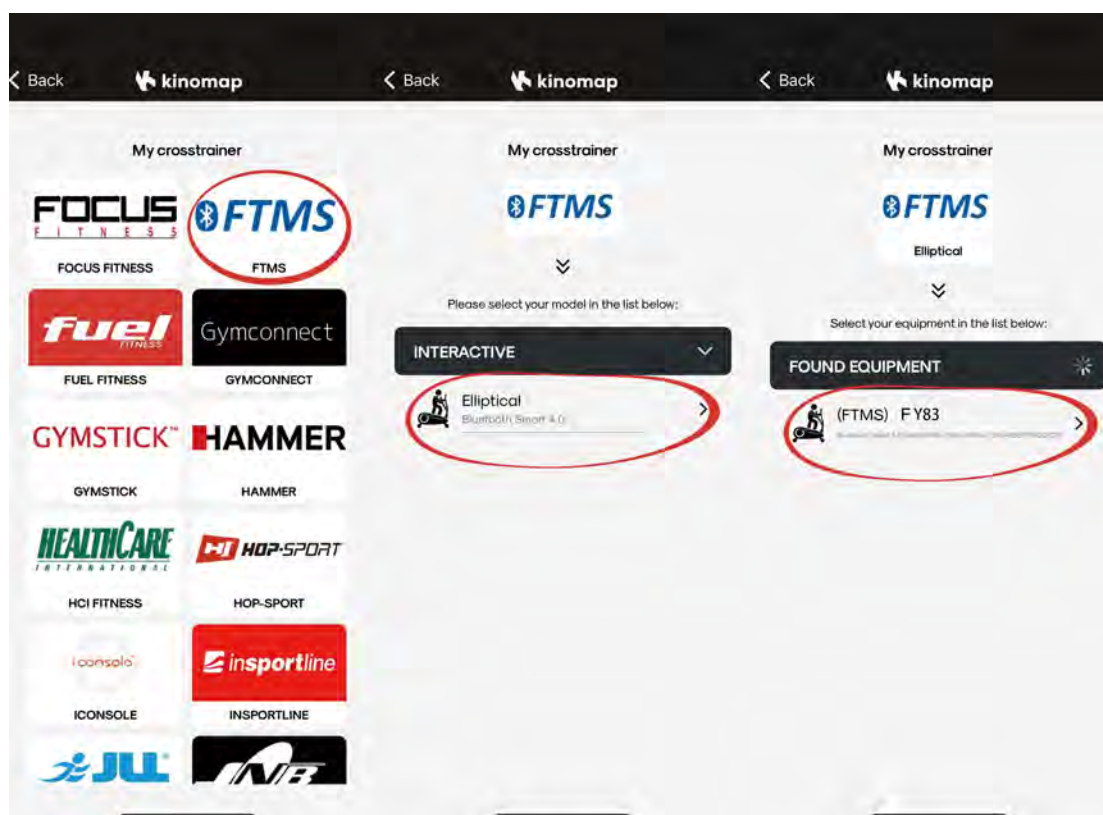 Back
kinomap
My crosstrainer
FOCUS
FITNESS
FOCUS FITNESS
FTMS
FTMS
fuel
FITNESS
FUEL FITNESS
Gymconnect
GYMCONNECT
GYMSTICK™
GYMSTICK
HAMMER
HAMMER
HEALTHCARE
INTERNATIONAL
HCI FITNESS
HOP-SPORT
HOP-SPORT
iconsole
ICONSOLE
insportline
INSPORTLINE
JLL
Back
kinomap
My crosstrainer
FTMS
Please select your model in the list below:
INTERACTIVE
Elliptical
Bluetooth Smart 4.0
Back
kinomap
My crosstrainer
FTMS
Elliptical
Select your equipment in the list below:
FOUND EQUIPMENT
(FTMS) FY83